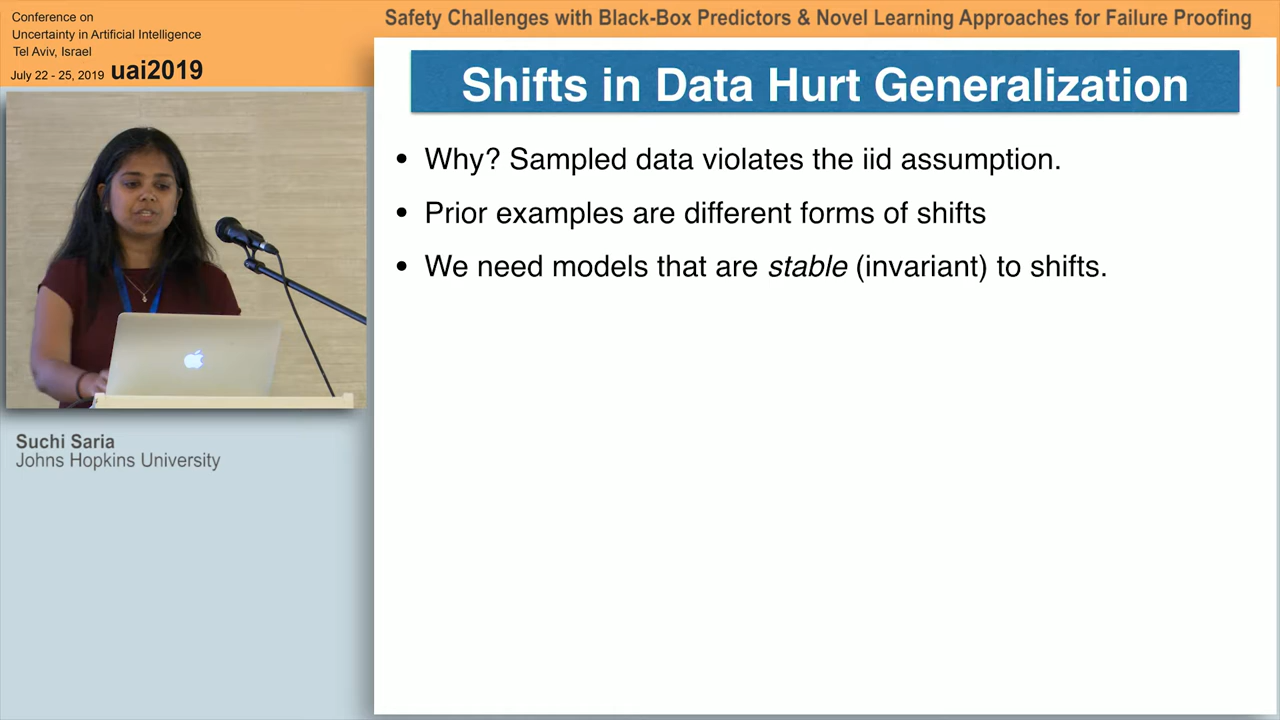 Conference on
Uncertainty in Artificial Intelligence
Tel Aviv, Israel
July 22 - 25, 2019 uai2019
Safety Challenges with Black-Box Predictors & Novel Learning Approaches for Failure Proofing
Shifts in Data Hurt Generalization
• Why? Sampled data violates the iid assumption.
• Prior examples are different forms of shifts
• We need models that are stable (invariant) to shifts.
Suchi Saria
Johns Hopkins University